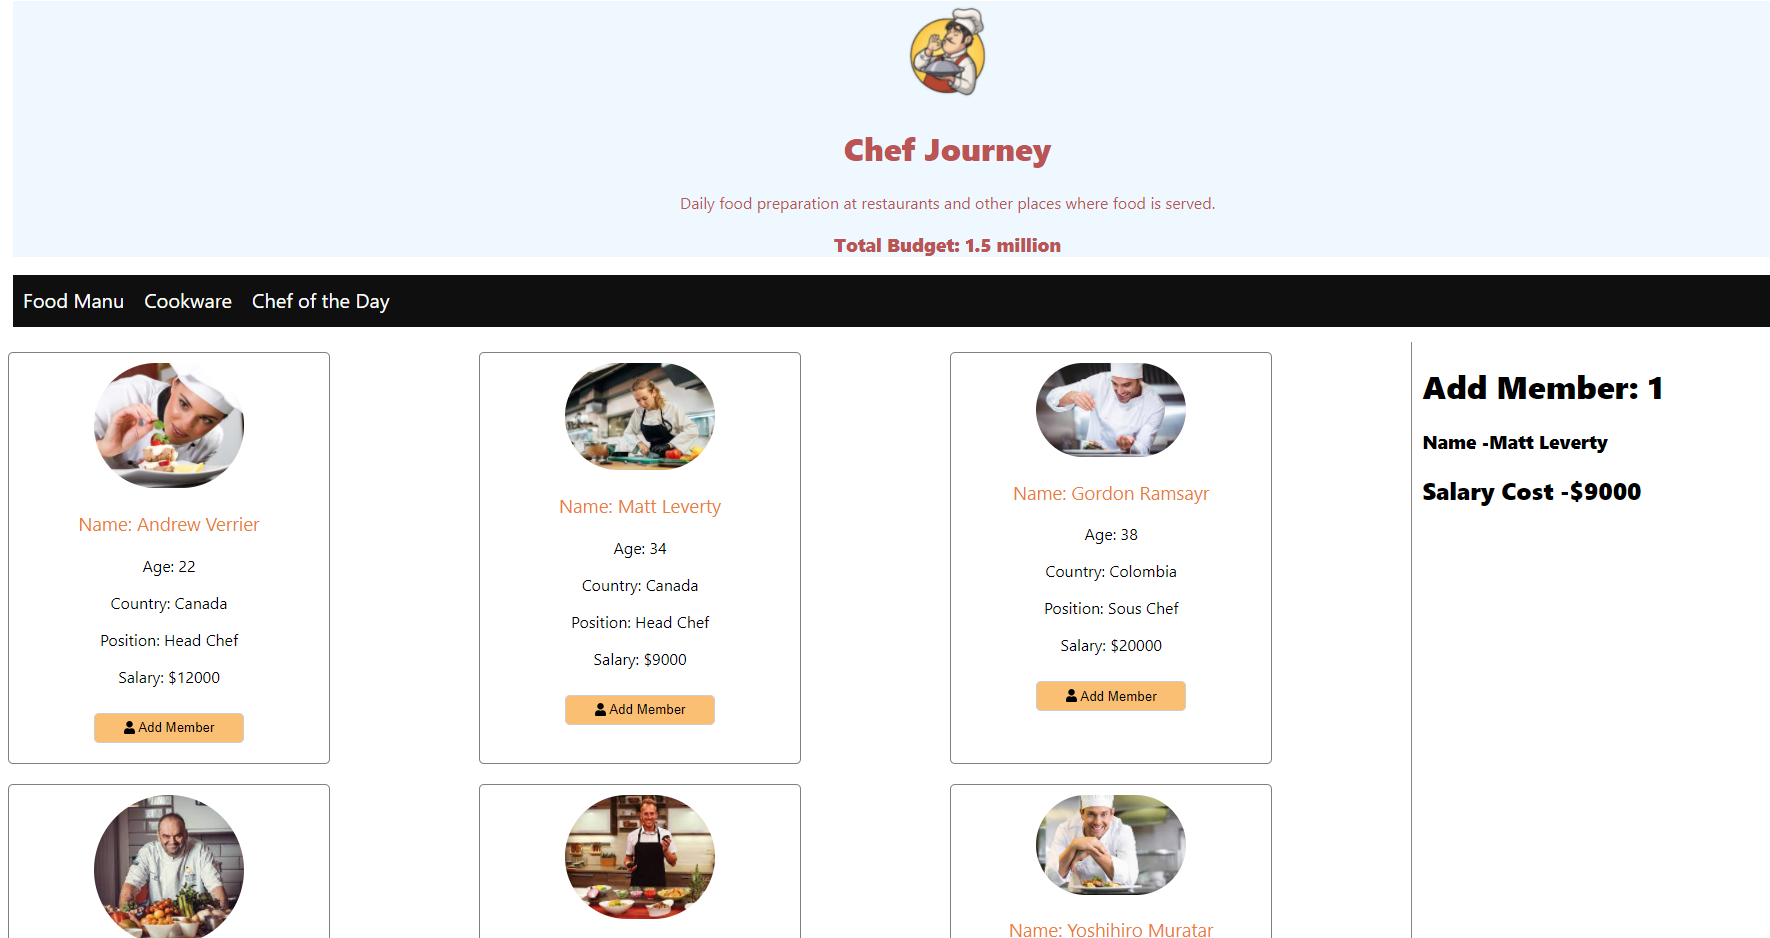 Chef Journey
Daily food preparation at restaurants and other places where food is served.
Total Budget: 1.5 million
Food Manu
Cookware
Chef of the Day
Name: Andrew Verrier
Age: 22
Country: Canada
Position: Head Chef
Salary: $12000
Add Member
Name: Matt Leverty
Age: 34
Country: Canada
Position: Head Chef
Salary: $9000
Add Member
Name: Gordon Ramsayr
Age: 38
Country: Colombia
Position: Sous Chef
Salary: $20000
Add Member
Name: Yoshihiro Muratar
Add Member: 1
Name -Matt Leverty
Salary Cost -$9000